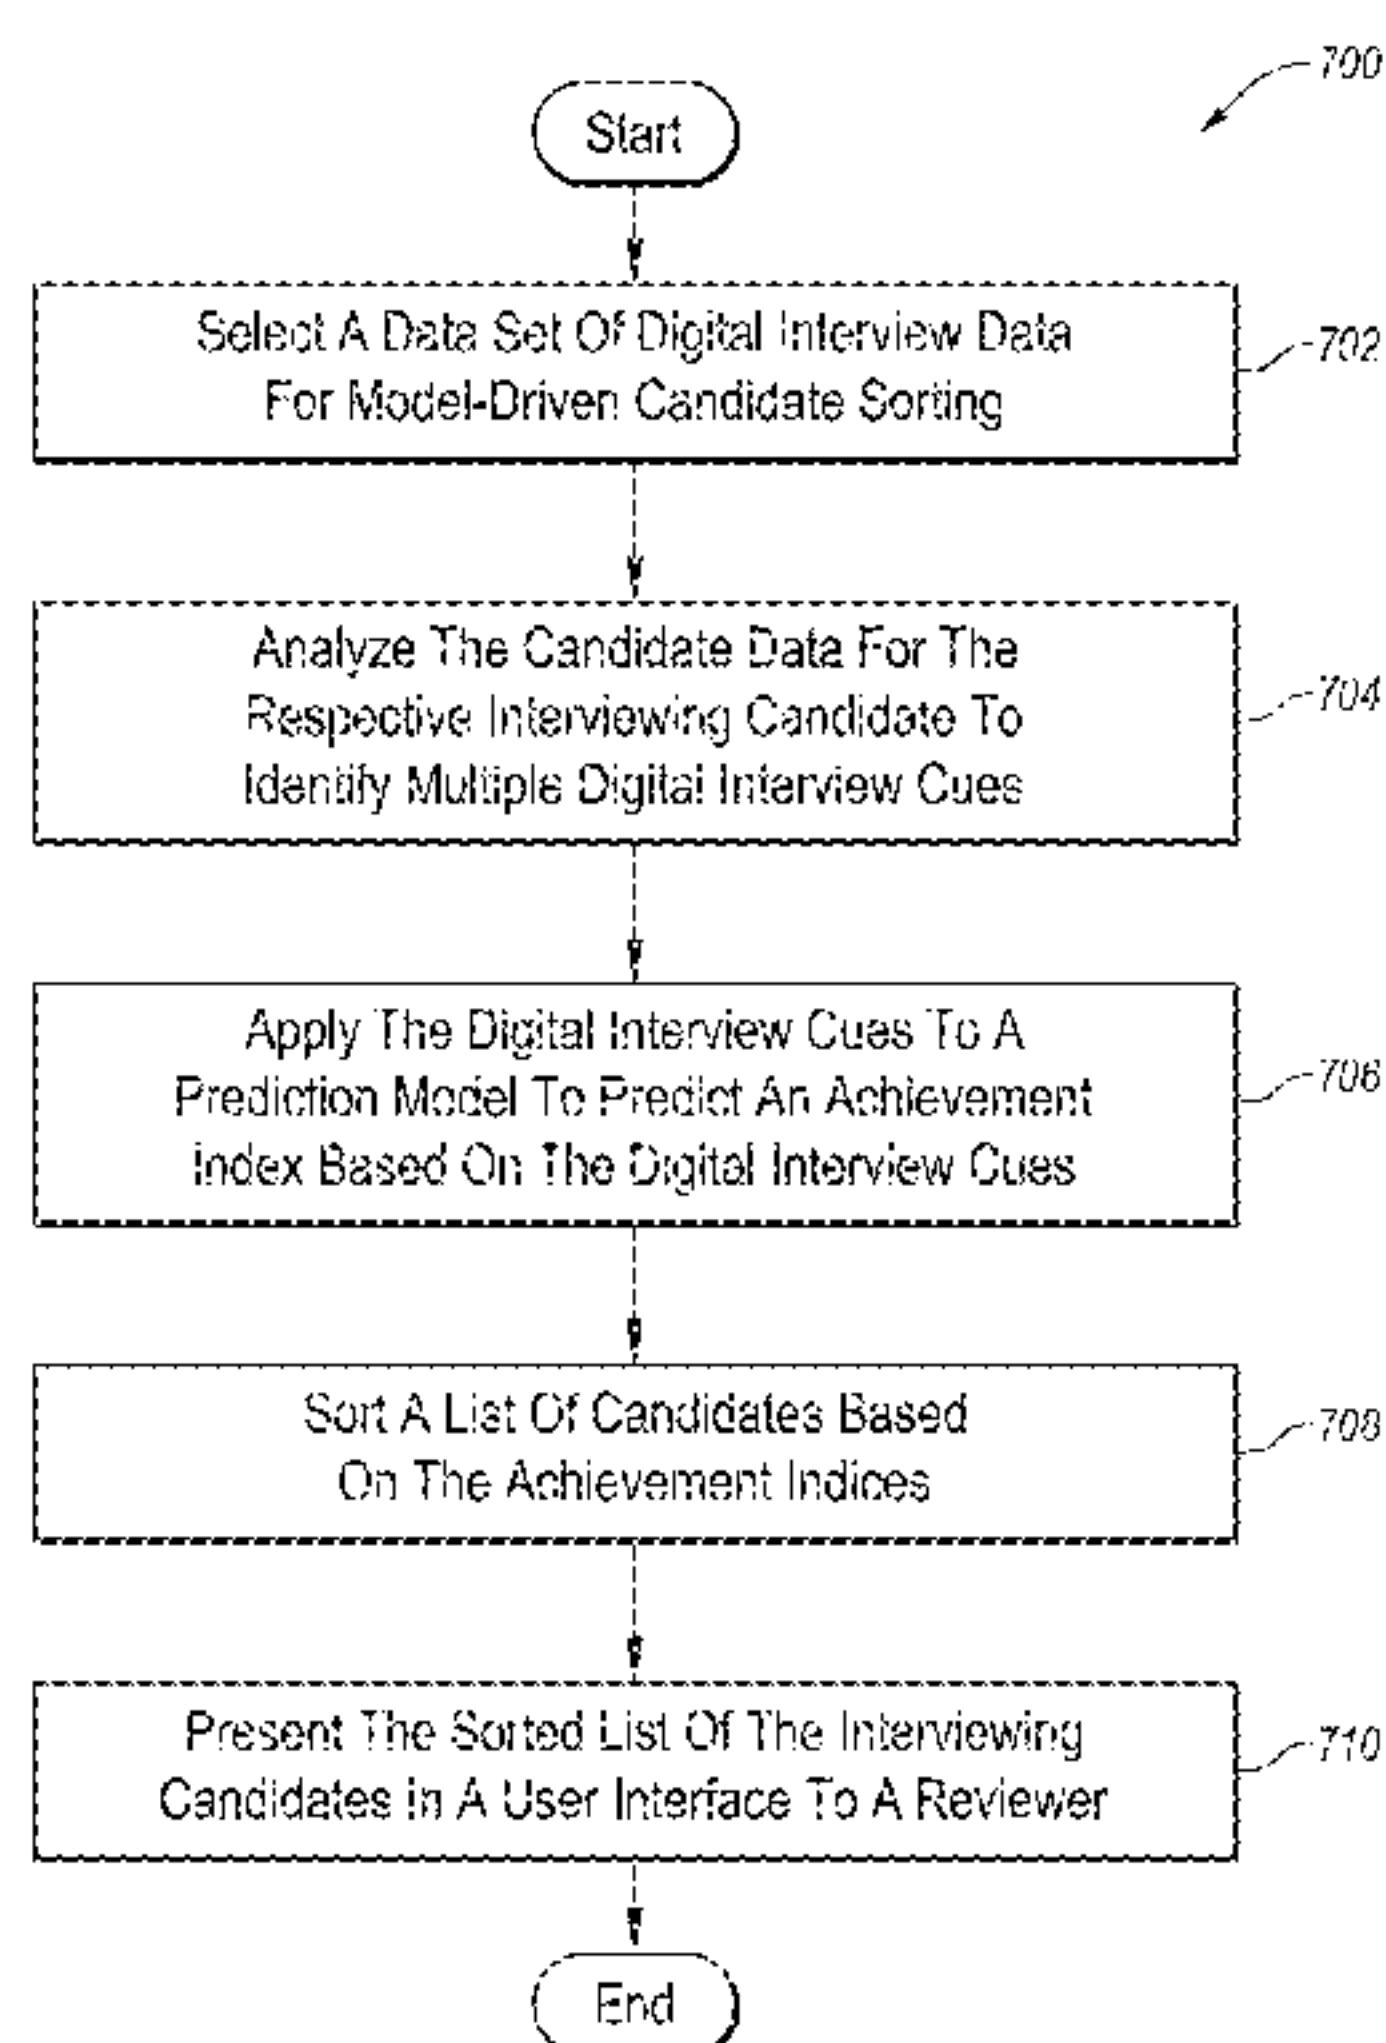 700
Start
Select A Data Set Of Digital Interview Data
For Model-Driven Candidate Sorting
702
Analyze The Candidate Data For The
Respective Interviewing Candidate To
Identify Multiple Digital Interview Cues
704
Apply The Digital Interview Cues To A
Prediction Model To Predict An Achievement
Index Based On The Digital Interview Cues
706
Sort A List Of Candidates Based
On The Achievement Indices
708
Present The Sorted List Of The Interviewing
Candidates In A User Interface To A Reviewer
710
End